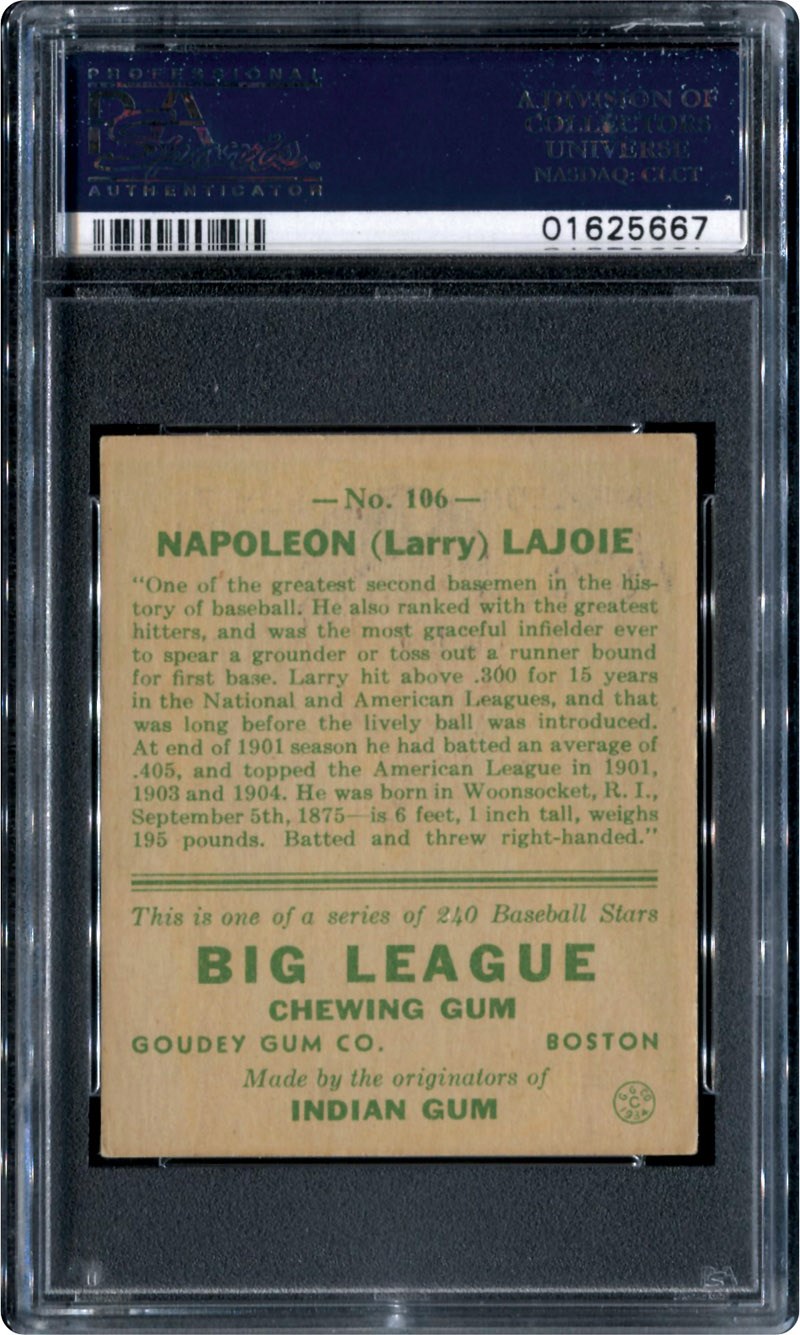 PROFESSIONAL
PSA
AUTHENTICATOR
A DIVISION OF
COLLECTORS
UNIVERSE
NASDAQ: CLCT
01625667
— No. 106 —
NAPOLEON (Larry) LAJOIE
“One of the greatest second basemen in the his-
tory of baseball. He also ranked with the greatest
hitters, and was the most graceful infielder ever
to spear a grounder or toss out a runner bound
for first base. Larry hit above .300 for 15 years
in the National and American Leagues, and that
was long before the lively ball was introduced.
At end of 1901 season he had batted an average of
.405, and topped the American League in 1901,
1903 and 1904. He was born in Woonsocket, R. I.,
September 5th, 1875—is 6 feet, 1 inch tall, weighs
195 pounds. Batted and threw right-handed.”
This is one of a series of 240 Baseball Stars
BIG LEAGUE
CHEWING GUM
GOUDEY GUM CO. BOSTON
Made by the originators of
INDIAN GUM
G. G. CO
C
1934
PSA